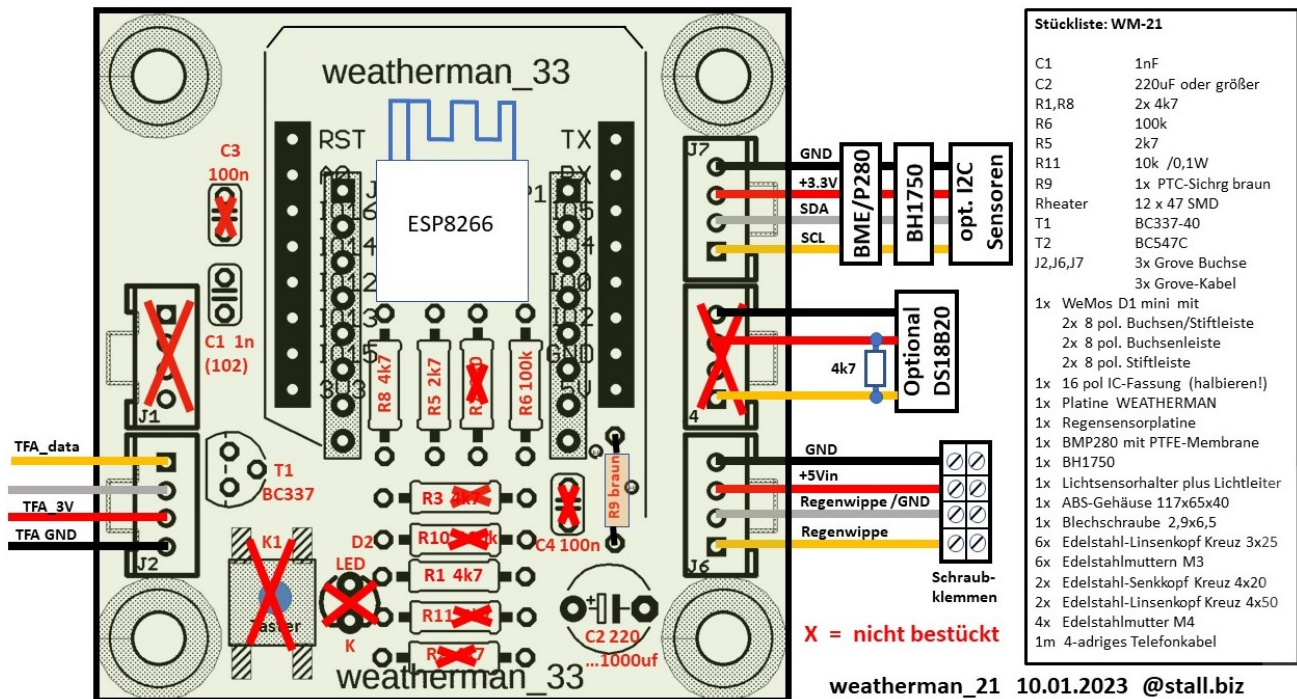 weatherman_33
C3
100n
RST
TX
C1 1n
(102)
ESP8266
J1
J2
T1
BC337
R8 4k7
R5 2k7
R6 100k
R9 braun
R3 4k7
R10
R1 4k7
R11
C4 100n
K1
Taster
D2
LED
K
C2 220
...1000uf
weatherman_33
TFA_data
TFA_3V
TFA GND
J7
GND
+3.3V
SDA
SCL
BME/P280
BH1750
opt. I2C
Sensoren
4
4k7
Optional
DS18B20
J6
GND
+5Vin
Regenwippe /GND
Regenwippe
Schraub-
klemmen
X = nicht bestückt
weatherman_21 10.01.2023 @stall.biz
Stückliste: WM-21
C1 1nF
C2 220uF oder größer
R1,R8 2x 4k7
R6 100k
R5 2k7
R11 10k /0,1W
R9 1x PTC-Sichrg braun
Rheater 12 x 47 SMD
T1 BC337-40
T2 BC547C
J2,J6,J7 3x Grove Buchse
3x Grove-Kabel
1x WeMos D1 mini mit
2x 8 pol. Buchsen/Stiftleiste
2x 8 pol. Buchsenleiste
2x 8 pol. Stiftleiste
1x 16 pol IC-Fassung (halbieren!)
1x Platine WEATHERMAN
1x Regensensorplatine
1x BMP280 mit PTFE-Membrane
1x BH1750
1x Lichtsensorhalter plus Lichtleiter
1x ABS-Gehäuse 117x65x40
1x Blechschraube 2,9x6,5
6x Edelstahl-Linsenkopf Kreuz 3x25
6x Edelstahlmuttern M3
2x Edelstahl-Senkkopf Kreuz 4x20
2x Edelstahl-Linsenkopf Kreuz 4x50
4x Edelstahlmutter M4
1m 4-adriges Telefonkabel